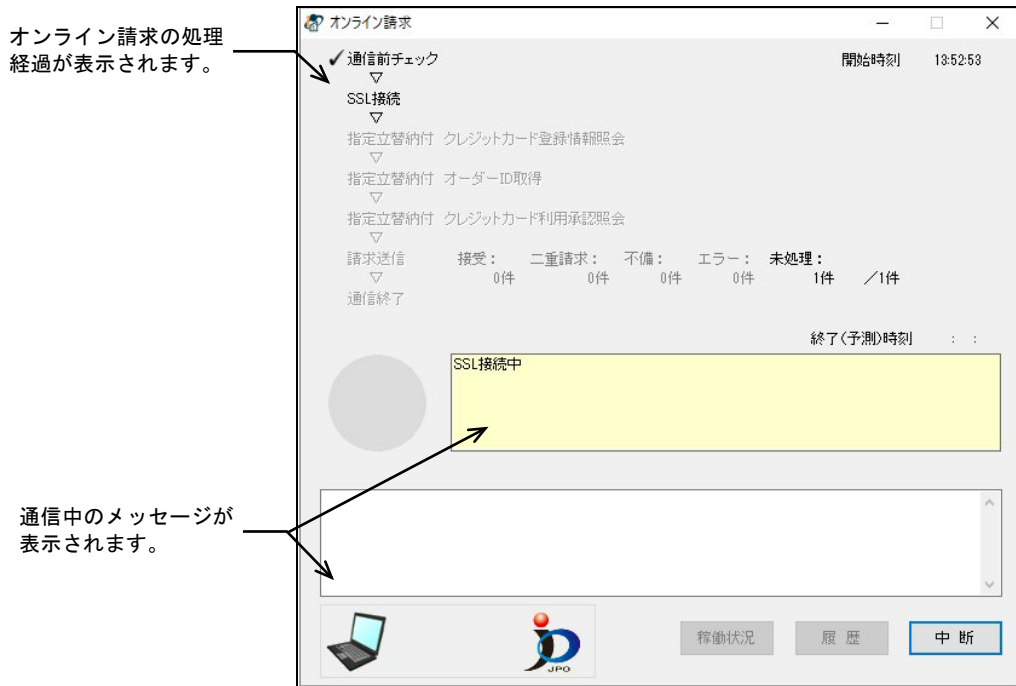 オンライン請求の処理
経過が表示されます。
オンライン請求
✓通信前チェック 開始時刻 13:52:53
▽
SSL接続
▽
指定立替納付 クレジットカード登録情報照会
▽
指定立替納付 オーダーID取得
▽
指定立替納付 クレジットカード利用承認照会
▽
請求送信 接受： 二重請求： 不備： エラー： 未処理：
▽ 0件 0件 0件 0件 1件 ／1件
通信終了
終了(予測)時刻 : :
SSL接続中
通信中のメッセージが
表示されます。
JPO
稼働状況 履 歴 中 断